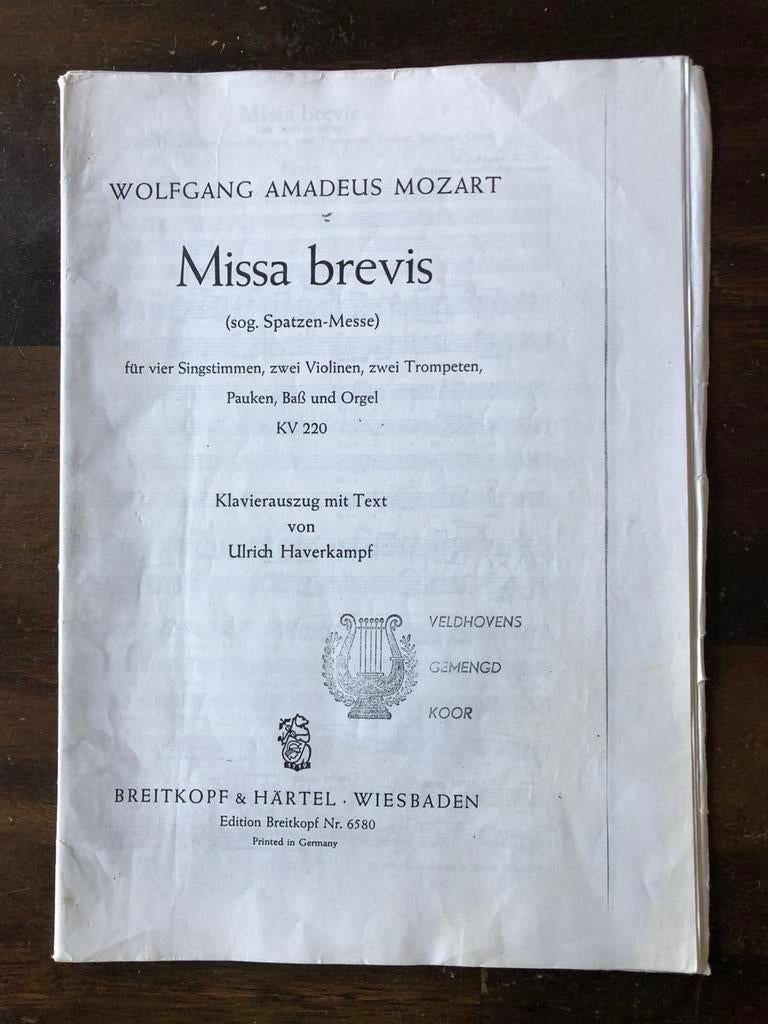 WOLFGANG AMADEUS MOZART
Missa brevis
(sog. Spatzen-Messe)
für vier Singstimmen, zwei Violinen, zwei Trompeten,
Pauken, Baß und Orgel
KV 220
Klavierauszug mit Text
von
Ulrich Haverkampf
VELDHOVENS
GEMENGD
KOOR
BREITKOPF & HÄRTEL · WIESBADEN
Edition Breitkopf Nr. 6580
Printed in Germany